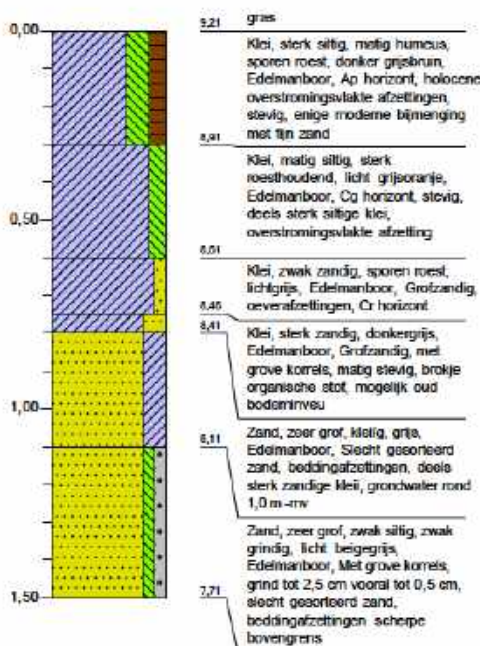 0,00
9,21
gras
Klei, sterk siltig, matig humeus,
sporen roest, donker grijsbruin,
Edelmanboor, Ap horizont, holocene
overstromingsvlakte afzettingen,
stevig, enige moderne bijmenging
met fijn zand
8,91
Klei, matig siltig, sterk
roesthoudend, licht grijsoranje,
Edelmanboor, Cg horizont, stevig,
deels sterk siltige klei,
overstromingsvlakte afzetting
0,50
8,61
Klei, zwak zandig, sporen roest,
lichtgrijs, Edelmanboor, Grofzandig,
oeverafzettingen, Cr horizont
8,46
8,41
Klei, sterk zandig, donkergrijs,
Edelmanboor, Grofzandig, met
grove korrels, matig stevig, brokje
organische stof, mogelijk oud
bodemniveu
1,00
8,11
Zand, zeer grof, kleiïg, grijs,
Edelmanboor, Slecht gesorteerd
zand, beddingafzettingen, deels
sterk zandige kleii, grondwater rond
1,0 m -mv
Zand, zeer grof, zwak siltig, zwak
grindig, licht beigegrijs,
Edelmanboor, Met grove korrels,
grind tot 2,5 cm vooral tot 0,5 cm,
slecht gesorteerd zand,
beddingafzettingen scherpe
bovengrens
1,50
7,71